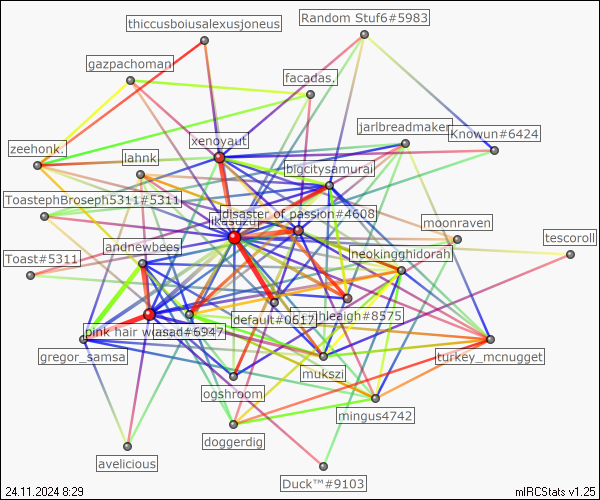 thiccusboiusalexusjoneus
Random Stuf6#5983
gazpachoman
facadas.
jarlbreadmaker
Knowun#6424
xenoyaut
zeehonk.
lahnk
bigcitysamurai
ToastephBroseph5311#5311
disaster of passion#4608
moonraven
tescoroll
andnewbees
neokingghidorah
Toast#5311
default#0617
hleaigh#8575
pink hair w
asad#6947
gregor_samsa
turkey_mcnugget
mukszi
ogshroom
mingus4742
doggerdig
avelicious
Duck™#9103
24.11.2024 8:29
mIRCStats v1.25